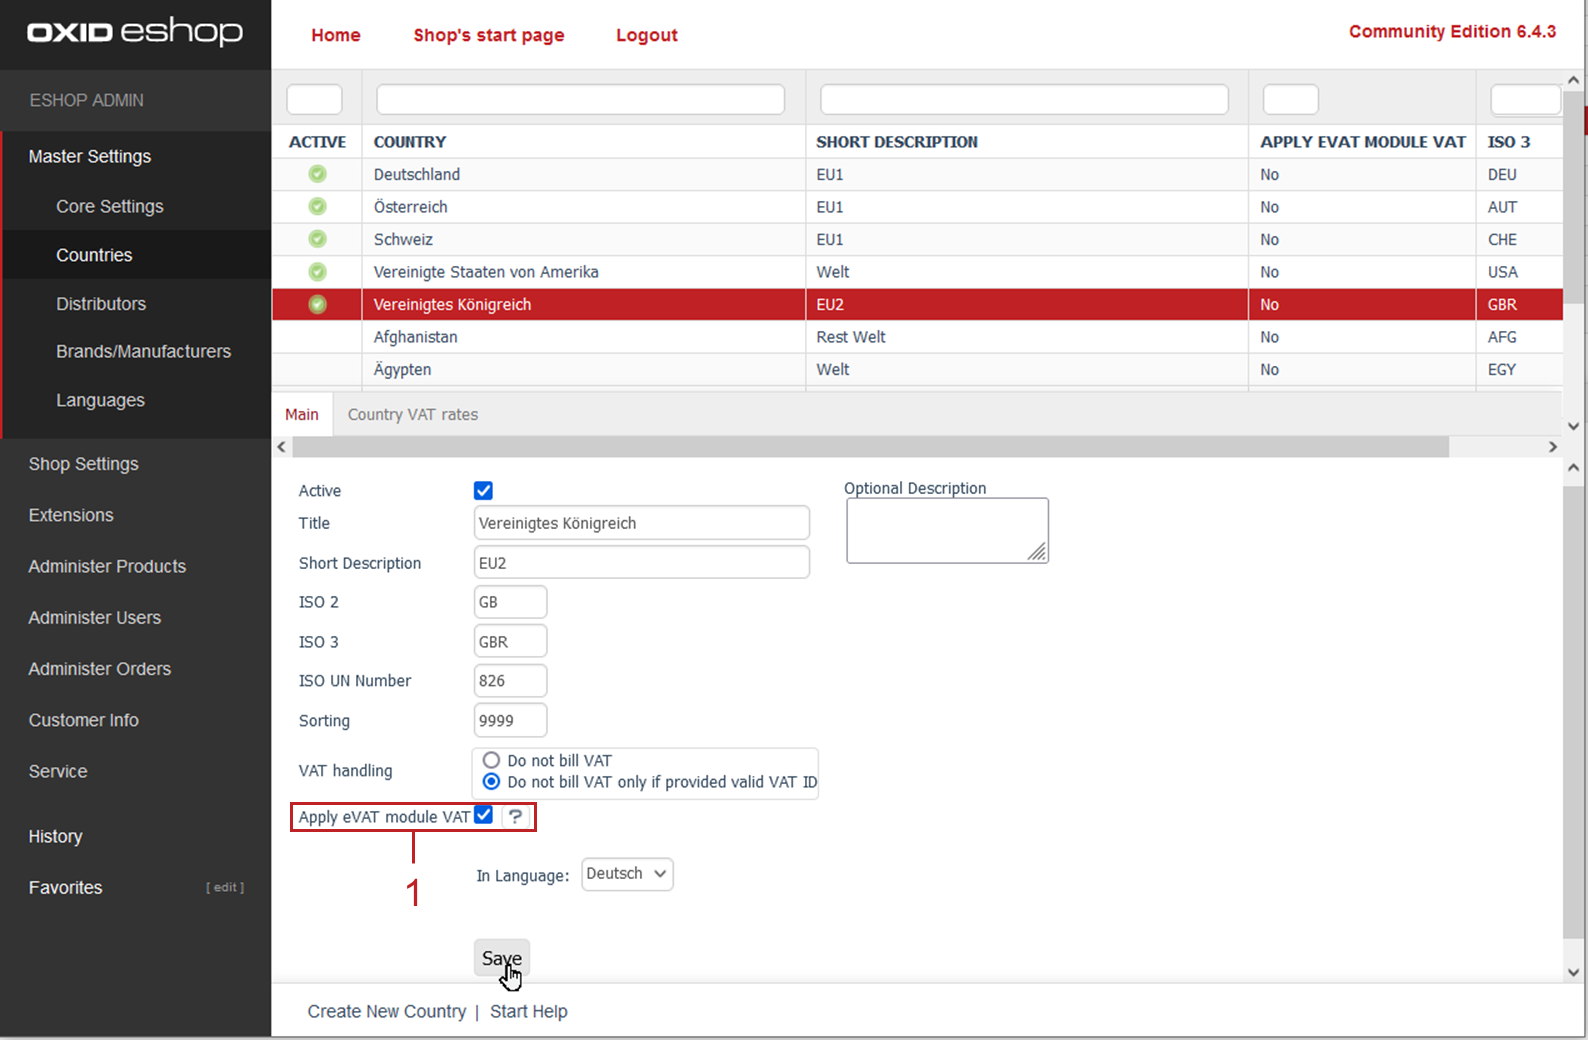 OXID eshop
Home Shop's start page Logout
Community Edition 6.4.3
ESHOP ADMIN
Master Settings
Core Settings
Countries
Distributors
Brands/Manufacturers
Languages
Shop Settings
Extensions
Administer Products
Administer Users
Administer Orders
Customer Info
Service
History
Favorites [ edit ]
ACTIVE COUNTRY SHORT DESCRIPTION APPLY EVAT MODULE VAT ISO 3
Deutschland EU1 No DEU
Österreich EU1 No AUT
Schweiz EU1 No CHE
Vereinigte Staaten von Amerika Welt No USA
Vereinigtes Königreich EU2 No GBR
Afghanistan Rest Welt No AFG
Ägypten Welt No EGY
Main Country VAT rates
Active
Optional Description
Title Vereinigtes Königreich
Short Description EU2
ISO 2 GB
ISO 3 GBR
ISO UN Number 826
Sorting 9999
VAT handling
Do not bill VAT
Do not bill VAT only if provided valid VAT ID
Apply eVAT module VAT ?
1
In Language: Deutsch
Save
Create New Country | Start Help